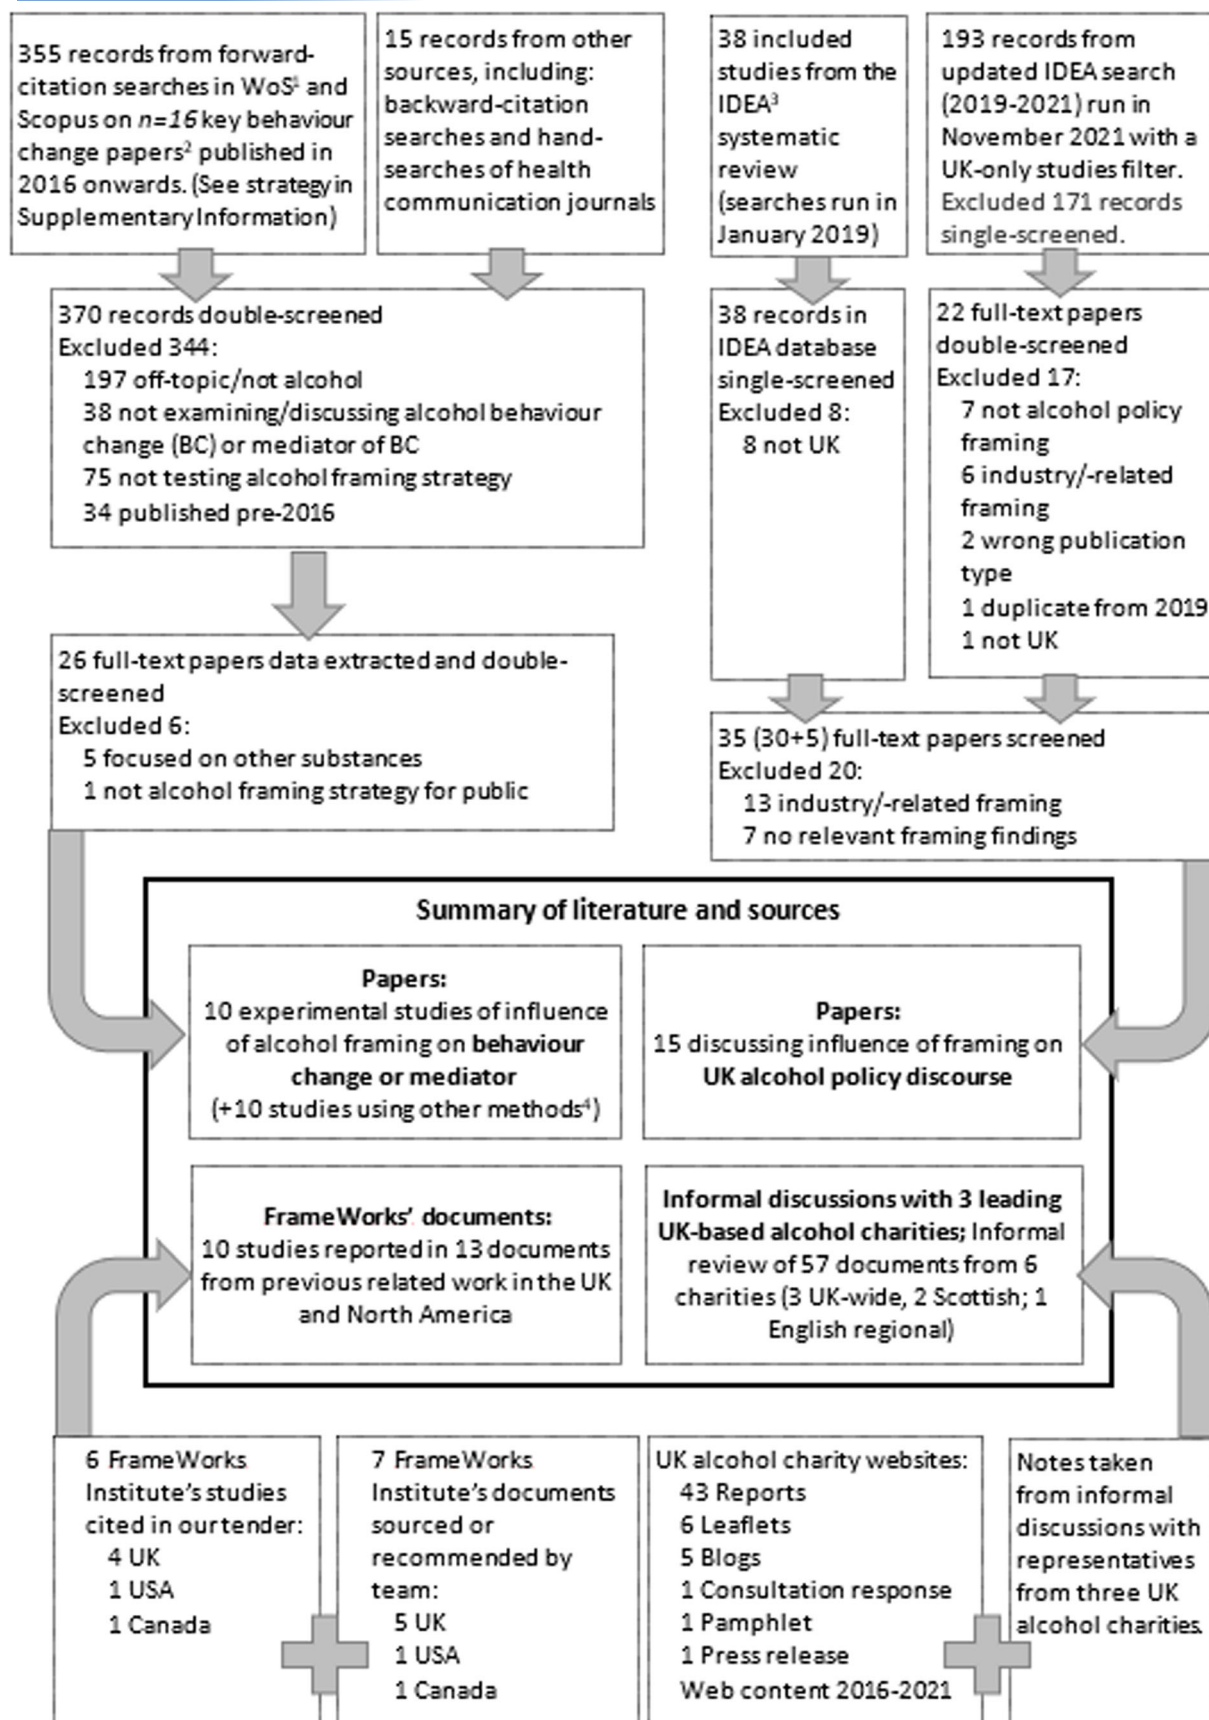 355 records from forward-
citation searches in WoS¹ and
Scopus on n=16 key behaviour
change papers² published in
2016 onwards. (See strategy in
Supplementary Information)
15 records from other
sources, including:
backward-citation
searches and hand-
searches of health
communication journals
38 included
studies from the
IDEA³
systematic
review
(searches run in
January 2019)
193 records from
updated IDEA search
(2019-2021) run in
November 2021 with a
UK-only studies filter.
Excluded 171 records
single-screened.
370 records double-screened
Excluded 344:
197 off-topic/not alcohol
38 not examining/discussing alcohol behaviour
change (BC) or mediator of BC
75 not testing alcohol framing strategy
34 published pre-2016
38 records in
IDEA database
single-screened
Excluded 8:
8 not UK
22 full-text papers
double-screened
Excluded 17:
7 not alcohol policy
framing
6 industry/-related
framing
2 wrong publication
type
1 duplicate from 2019
1 not UK
26 full-text papers data extracted and double-
screened
Excluded 6:
5 focused on other substances
1 not alcohol framing strategy for public
35 (30+5) full-text papers screened
Excluded 20:
13 industry/-related framing
7 no relevant framing findings
Summary of literature and sources
Papers:
10 experimental studies of influence
of alcohol framing on behaviour
change or mediator
(+10 studies using other methods⁴)
Papers:
15 discussing influence of framing on
UK alcohol policy discourse
FrameWorks' documents:
10 studies reported in 13 documents
from previous related work in the UK
and North America
Informal discussions with 3 leading
UK-based alcohol charities; Informal
review of 57 documents from 6
charities (3 UK-wide, 2 Scottish; 1
English regional)
6 FrameWorks
Institute's studies
cited in our tender:
4 UK
1 USA
1 Canada
7 FrameWorks
Institute's documents
sourced or
recommended by
team:
5 UK
1 USA
1 Canada
UK alcohol charity websites:
43 Reports
6 Leaflets
5 Blogs
1 Consultation response
1 Pamphlet
1 Press release
Web content 2016-2021
Notes taken
from informal
discussions with
representatives
from three UK
alcohol charities.